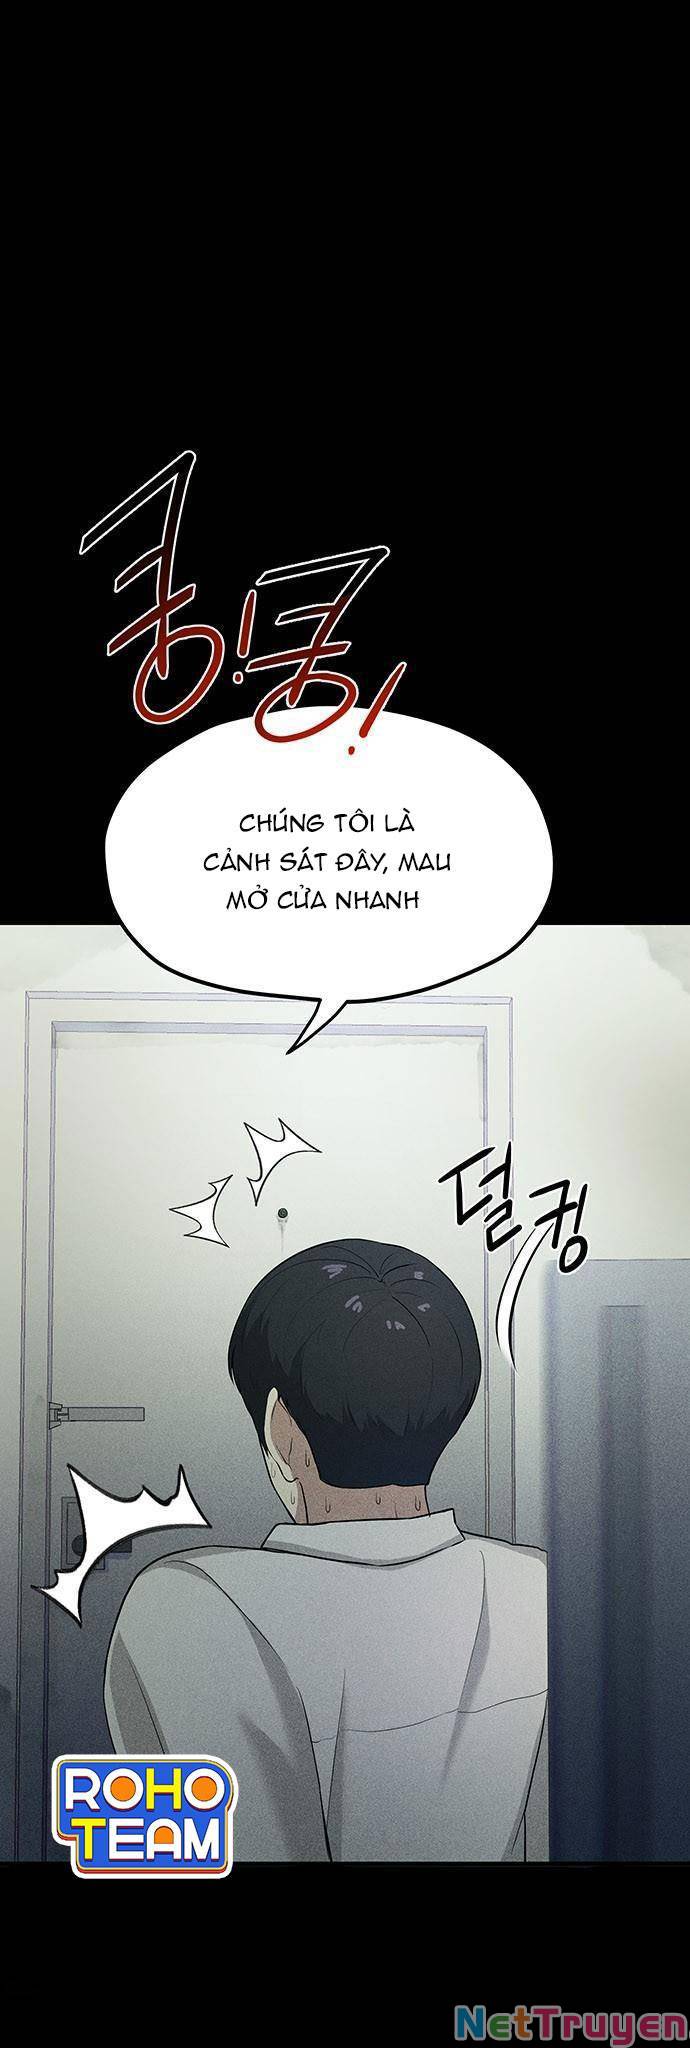 쿵! 쿵!
CHÚNG TÔI LÀ
CẢNH SÁT ĐÂY, MAU
MỞ CỬA NHANH
덜컹
ROHO
TEAM
NetTruyen